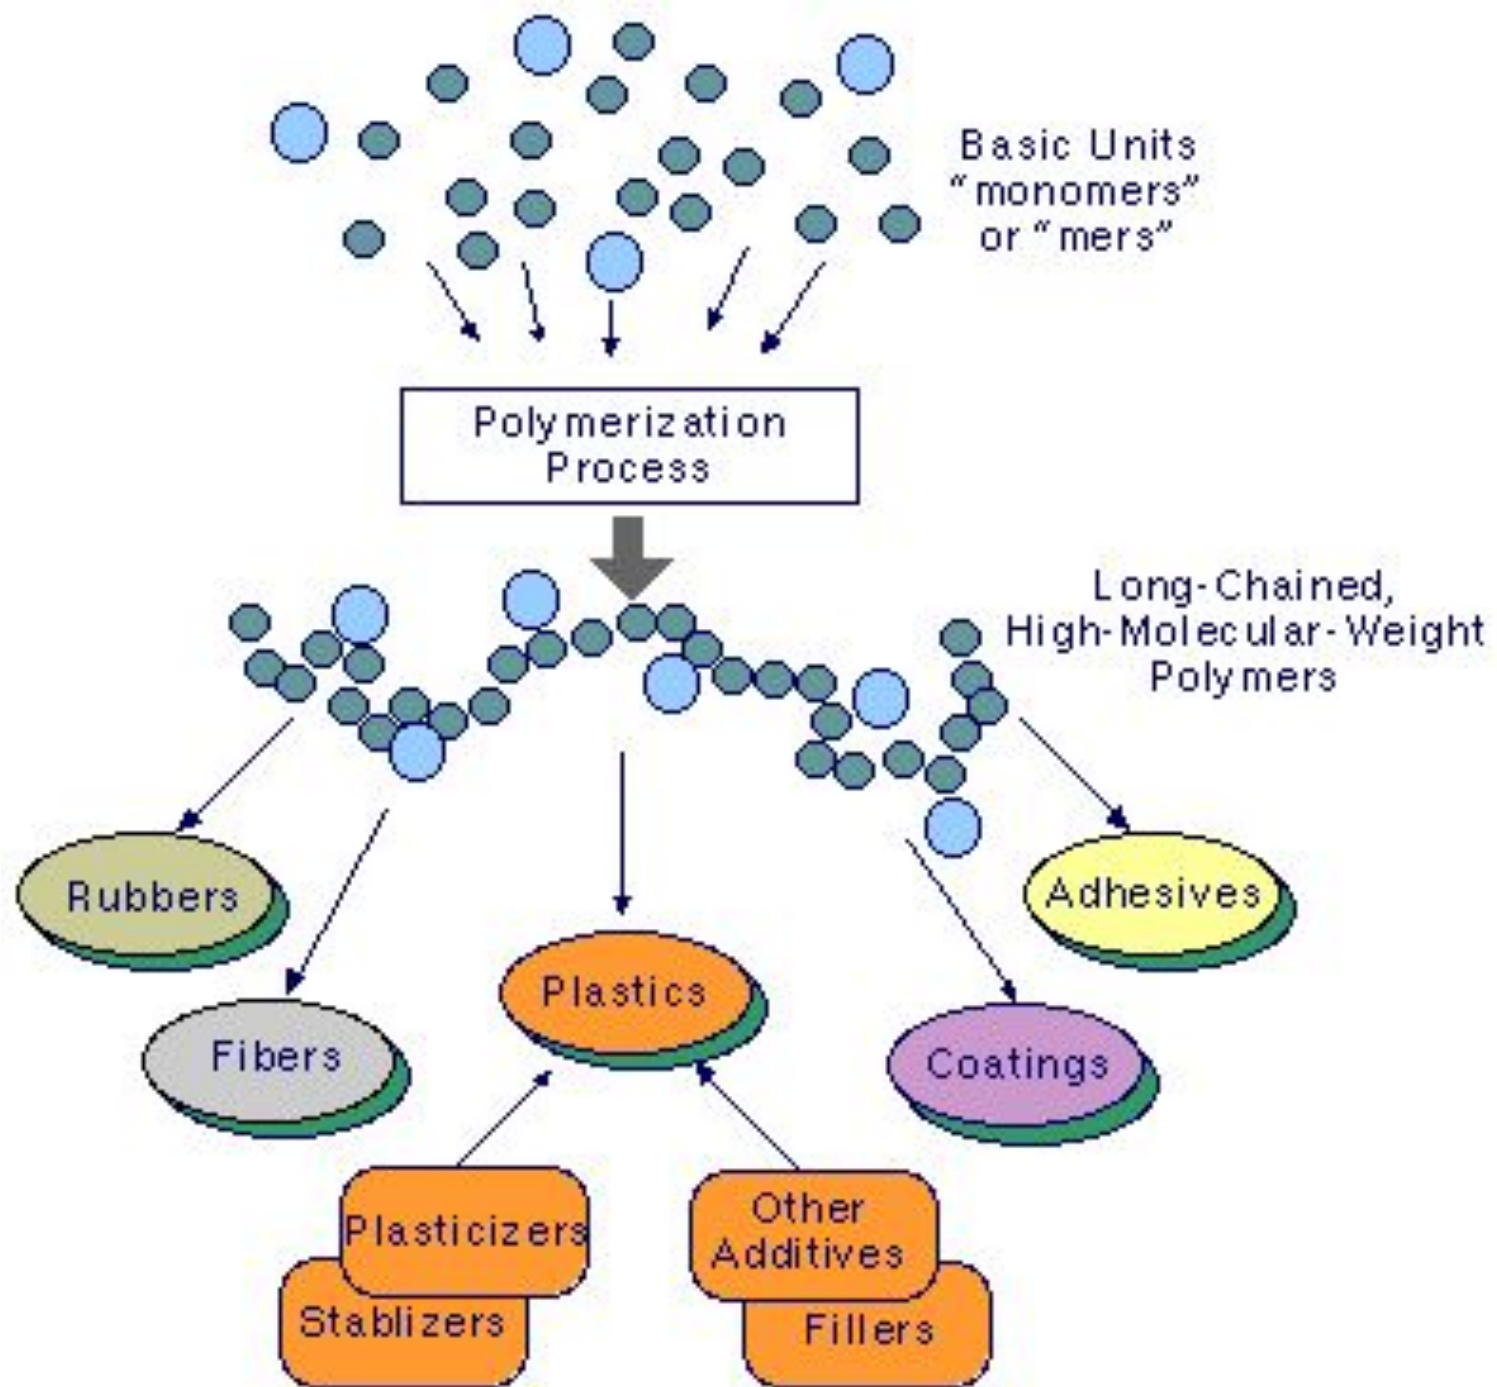 Basic Units
“monomers”
or “mers”
Polymerization
Process
Long-Chained,
High-Molecular-Weight
Polymers
Rubbers
Adhesives
Plastics
Fibers
Coatings
Plasticizers
Other
Additives
Stablizers
Fillers